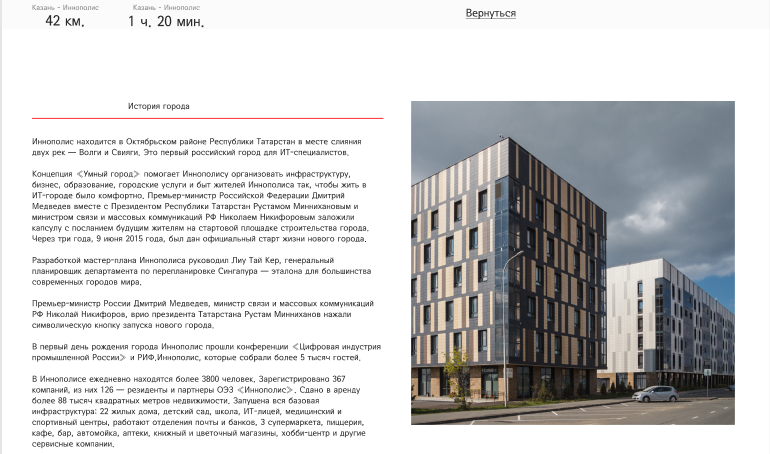 Казань - Иннополис
42 км.
Казань - Иннополис
1 ч. 20 мин.
Вернуться
История города
Иннополис находится в Октябрьском районе Республики Татарстан в месте слияния
двух рек — Волги и Свияги. Это первый российский город для ИТ-специалистов.
Концепция «Умный город» помогает Иннополису организовать инфраструктуру,
бизнес, образование, городские услуги и быт жителей Иннополиса так, чтобы жить в
ИТ-городе было комфортно. Премьер-министр Российской Федерации Дмитрий
Медведев вместе с Президентом Республики Татарстан Рустамом Миннихановым и
министром связи и массовых коммуникаций РФ Николаем Никифоровым заложили
капсулу с посланием будущим жителям на стартовой площадке строительства города.
Через три года, 9 июня 2015 года, был дан официальный старт жизни нового города.
Разработкой мастер-плана Иннополиса руководил Лиу Тай Кер, генеральный
планировщик департамента по перепланировке Сингапура — эталона для большинства
современных городов мира.
Премьер-министр России Дмитрий Медведев, министр связи и массовых коммуникаций
РФ Николай Никифоров, врио президента Татарстана Рустам Минниханов нажали
символическую кнопку запуска нового города.
В первый день рождения города Иннополис прошли конференции «Цифровая индустрия
промышленной России» и РИФ.Иннополис, которые собрали более 5 тысяч гостей.
В Иннополисе ежедневно находятся более 3800 человек. Зарегистрировано 367
компаний, из них 126 — резиденты и партнеры ОЭЗ «Иннополис». Сдано в аренду
более 88 тысяч квадратных метров недвижимости. Запущена вся базовая
инфраструктура: 22 жилых дома, детский сад, школа, ИТ-лицей, медицинский и
спортивный центры, работают отделения почты и банков, 3 супермаркета, пиццерия,
кафе, бар, автомойка, аптеки, книжный и цветочный магазины, хобби-центр и другие
сервисные компании.